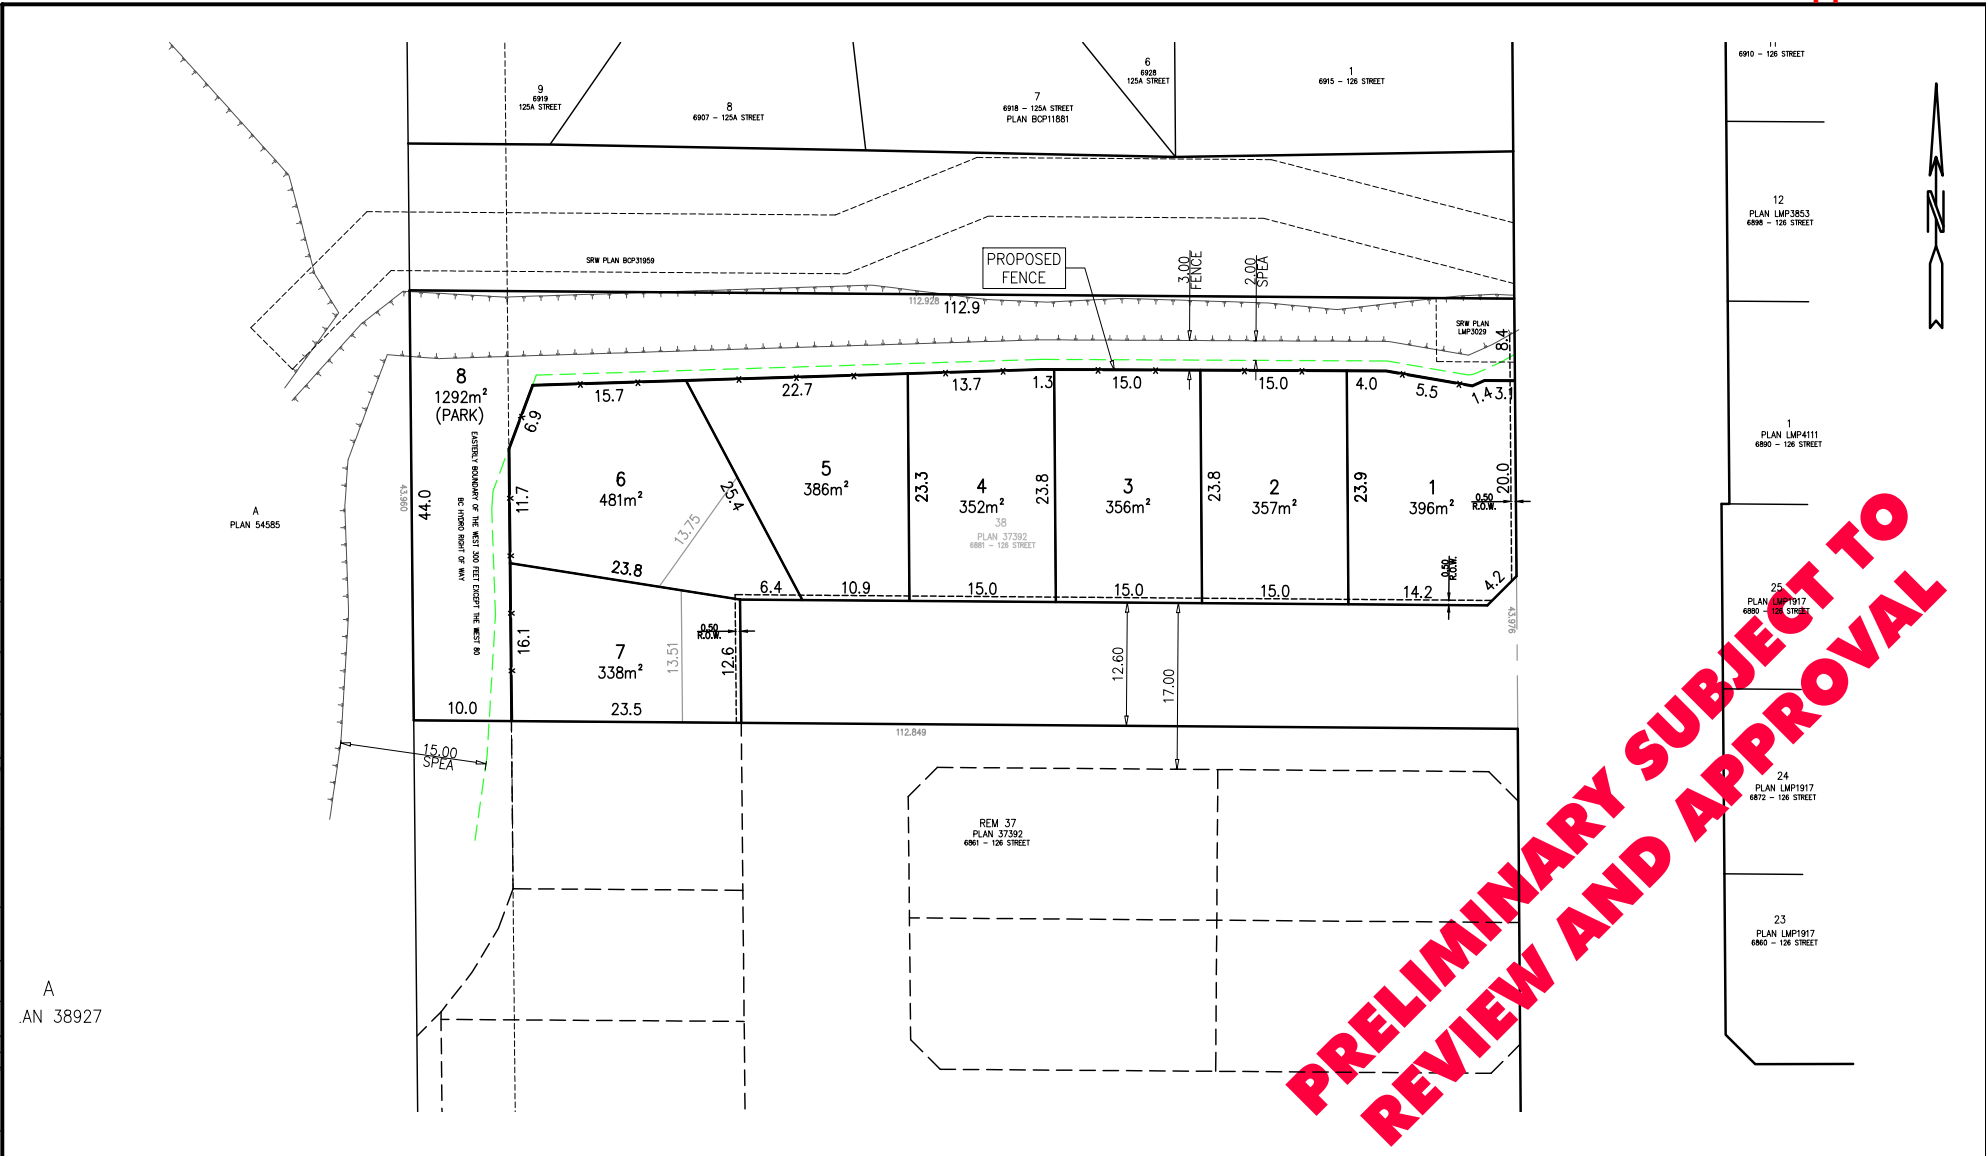 9
6919
125A STREET
8
6907 - 125A STREET
7
6918 - 125A STREET
PLAN BCP11881
6
6928
125A STREET
1
6915 - 126 STREET
6910 - 126 STREET
12
PLAN LMP3853
6898 - 126 STREET
N
SRW PLAN BCP31959
PROPOSED
FENCE
3.00
FENCE
2.00
SPEA
112.928
112.9
SRW PLAN
LMP3029
8.4
8
1292m²
(PARK)
15.7
22.7
13.7
1.3
15.0
15.0
4.0
5.5
1.4
3.1
6.9
1
PLAN LMP4111
6890 - 126 STREET
EASTERLY BOUNDARY OF THE WEST 300 FEET EXCEPT THE WEST 80
BC HYDRO RIGHT OF WAY
43.960
44.0
11.7
6
481m²
13.75
25.4
5
386m²
23.3
4
352m²
38
PLAN 37392
6881 - 126 STREET
23.8
3
356m²
23.8
2
357m²
23.9
1
396m²
20.0
0.50
R.O.W.
0.50
R.O.W.
A
PLAN 54585
23.8
6.4
10.9
15.0
15.0
15.0
14.2
4.2
43.976
25
PLAN LMP1917
6880 - 126 STREET
16.1
7
338m²
13.51
0.50
R.O.W.
12.6
12.60
17.00
10.0
23.5
112.849
15.00
SPEA
24
PLAN LMP1917
6872 - 126 STREET
REM 37
PLAN 37392
6861 - 126 STREET
23
PLAN LMP1917
6860 - 126 STREET
A
AN 38927
PRELIMINARY SUBJECT TO
REVIEW AND APPROVAL